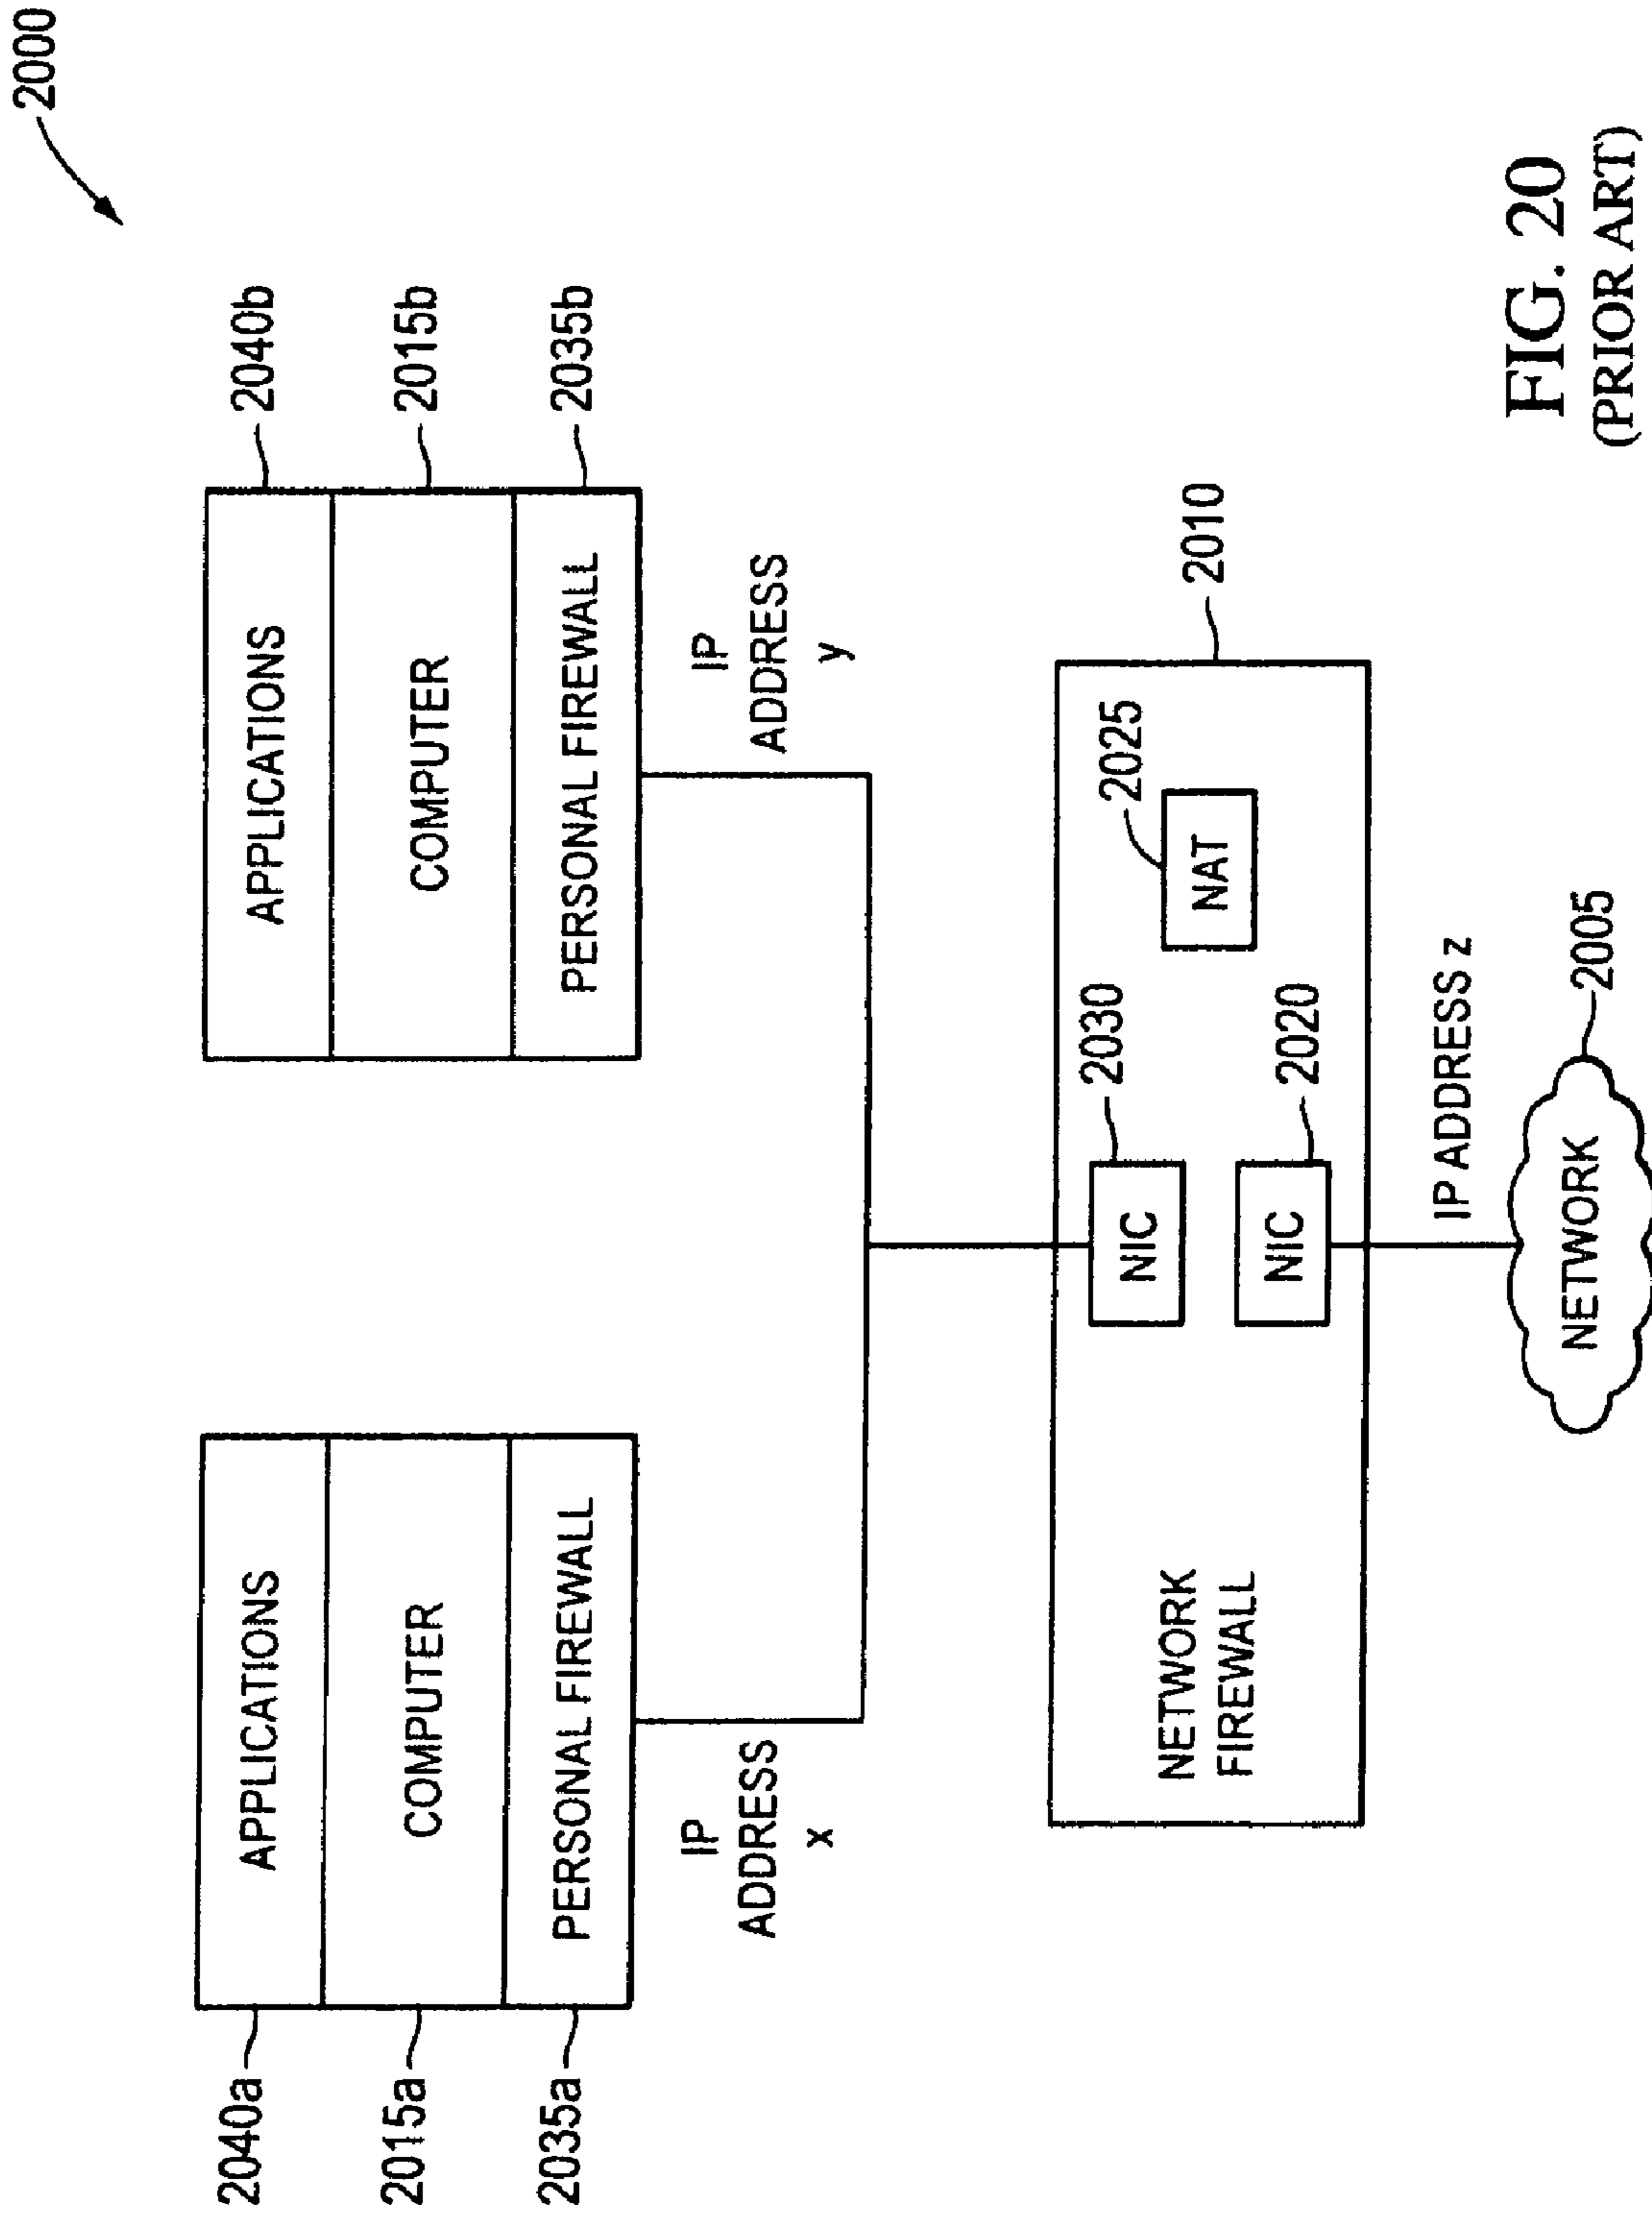 2000
2040a
APPLICATIONS
2015a
COMPUTER
2035a
PERSONAL FIREWALL
2040b
APPLICATIONS
2015b
COMPUTER
2035b
PERSONAL FIREWALL
IP
ADDRESS
x
IP
ADDRESS
y
2010
NETWORK
FIREWALL
NIC
2030
NIC
2020
NAT
2025
IP ADDRESS z
NETWORK
2005
FIG. 20
(PRIOR ART)